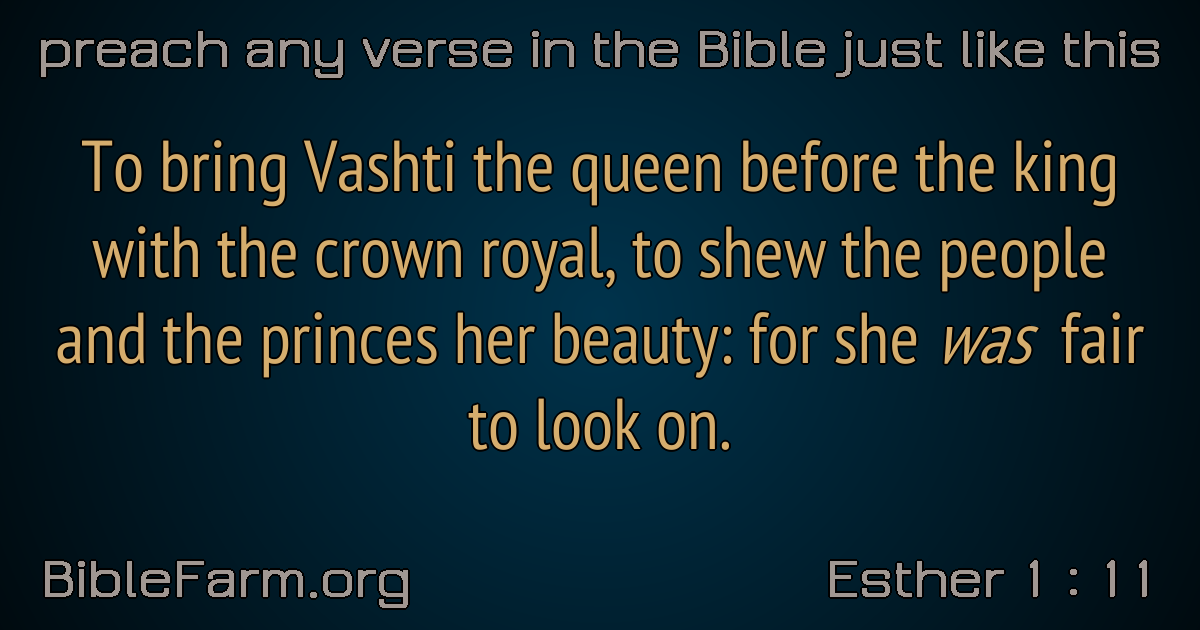 preach any verse in the Bible just like this
To bring Vashti the queen before the king
with the crown royal, to shew the people
and the princes her beauty: for she was fair
to look on.
BibleFarm.org
Esther 1 : 11